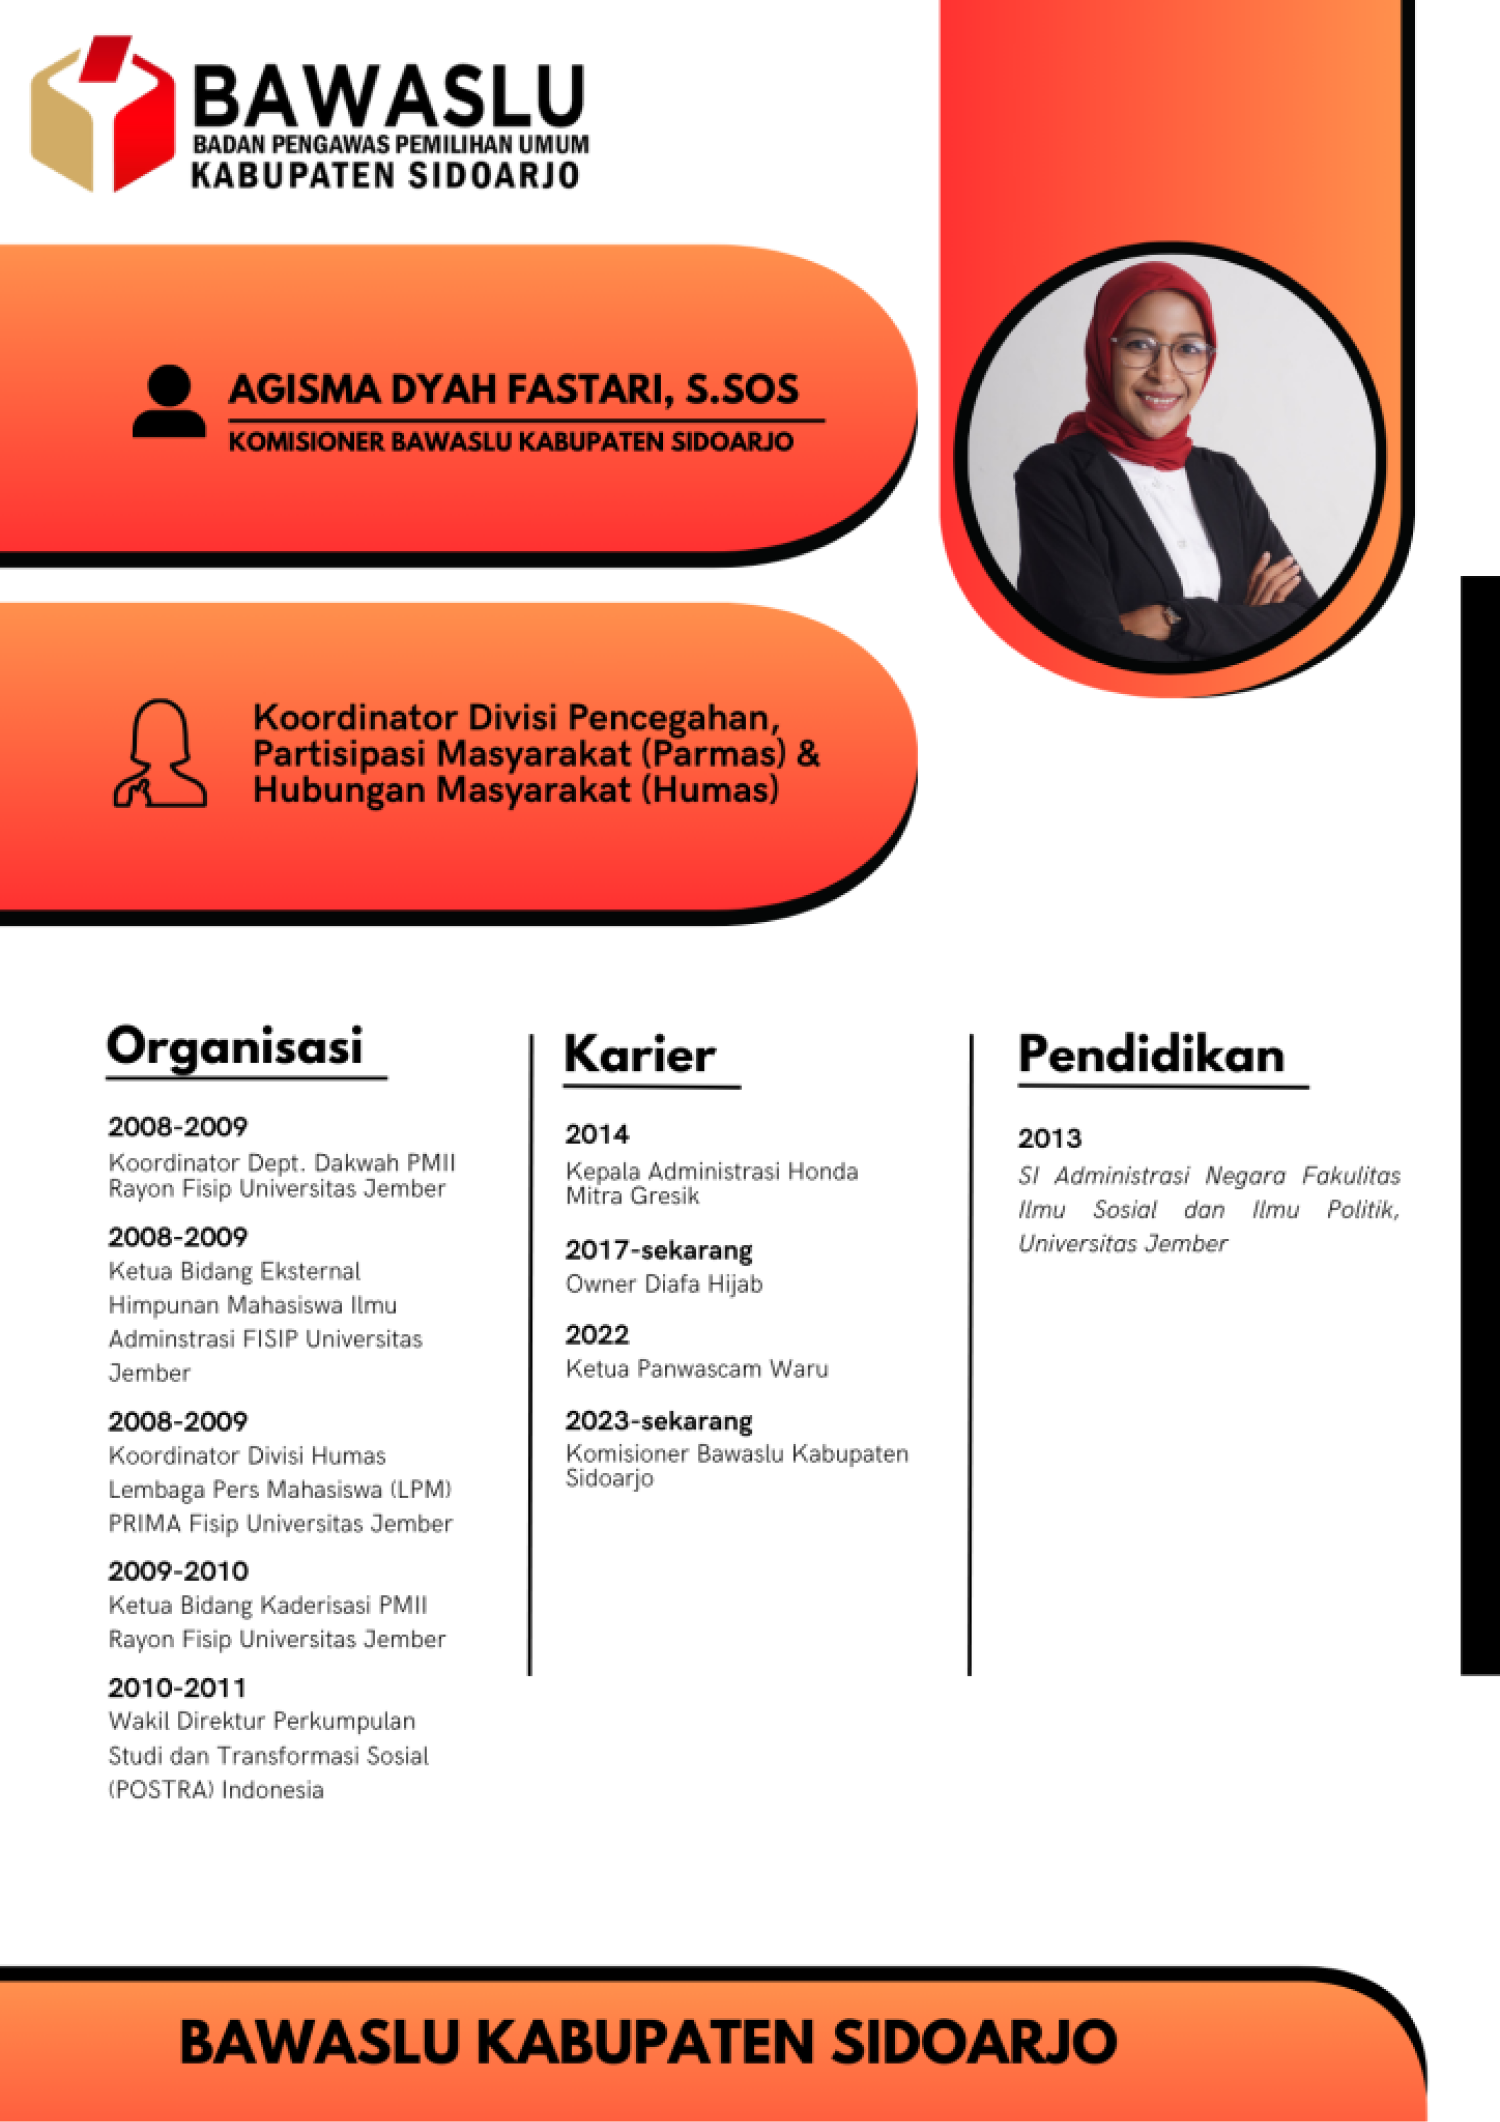 BAWASLU
BADAN PENGAWAS PEMILIHAN UMUM
KABUPATEN SIDOARJO
AGISMA DYAH FASTARI, S.SOS
KOMISIONER BAWASLU KABUPATEN SIDOARJO
Koordinator Divisi Pencegahan,
Partisipasi Masyarakat (Parmas) &
Hubungan Masyarakat (Humas)
Organisasi
2008-2009
Koordinator Dept. Dakwah PMII
Rayon Fisip Universitas Jember
2008-2009
Ketua Bidang Eksternal
Himpunan Mahasiswa Ilmu
Adminstrasi FISIP Universitas
Jember
2008-2009
Koordinator Divisi Humas
Lembaga Pers Mahasiswa (LPM)
PRIMA Fisip Universitas Jember
2009-2010
Ketua Bidang Kaderisasi PMII
Rayon Fisip Universitas Jember
2010-2011
Wakil Direktur Perkumpulan
Studi dan Transformasi Sosial
(POSTRA) Indonesia
Karier
2014
Kepala Administrasi Honda
Mitra Gresik
2017-sekarang
Owner Diafa Hijab
2022
Ketua Panwascam Waru
2023-sekarang
Komisioner Bawaslu Kabupaten
Sidoarjo
Pendidikan
2013
SI Administrasi Negara Fakulitas
Ilmu Sosial dan Ilmu Politik,
Universitas Jember
BAWASLU KABUPATEN SIDOARJO